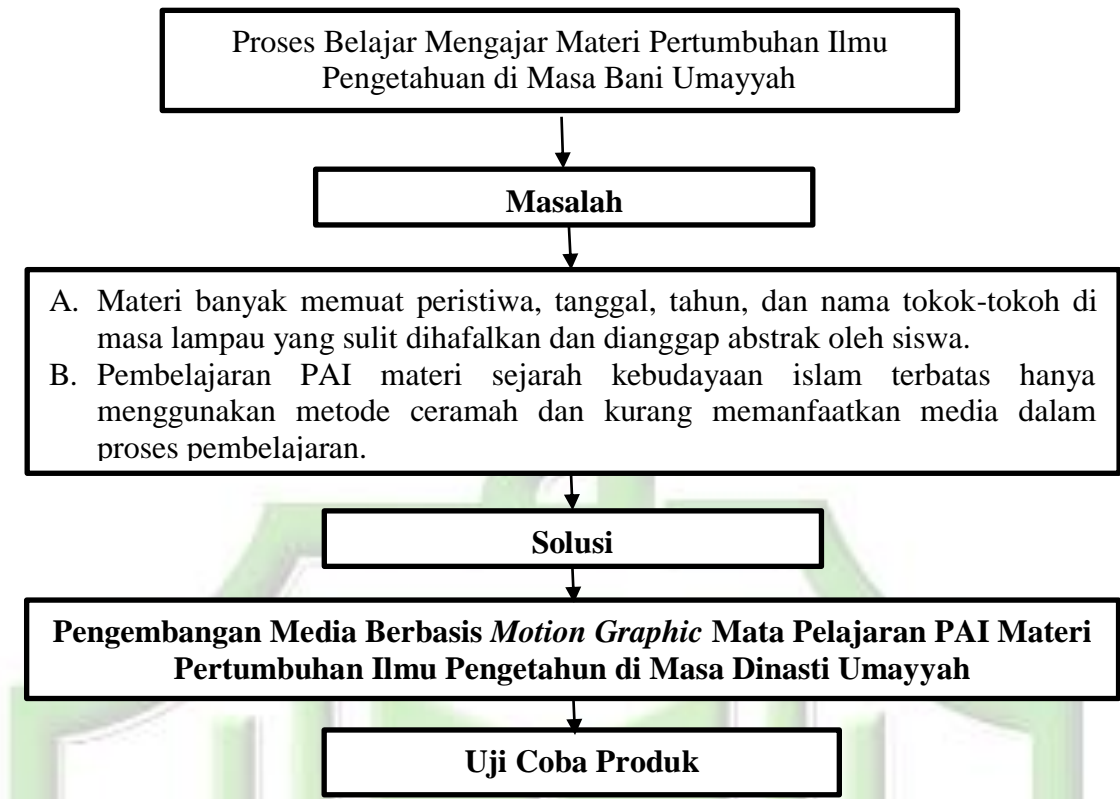 Proses Belajar Mengajar Materi Pertumbuhan Ilmu
Pengetahuan di Masa Bani Umayyah
Masalah
A. Materi banyak memuat peristiwa, tanggal, tahun, dan nama tokok-tokoh di
masa lampau yang sulit dihafalkan dan dianggap abstrak oleh siswa.
B. Pembelajaran PAI materi sejarah kebudayaan islam terbatas hanya
menggunakan metode ceramah dan kurang memanfaatkan media dalam
proses pembelajaran.
Solusi
Pengembangan Media Berbasis Motion Graphic Mata Pelajaran PAI Materi
Pertumbuhan Ilmu Pengetahun di Masa Dinasti Umayyah
Uji Coba Produk